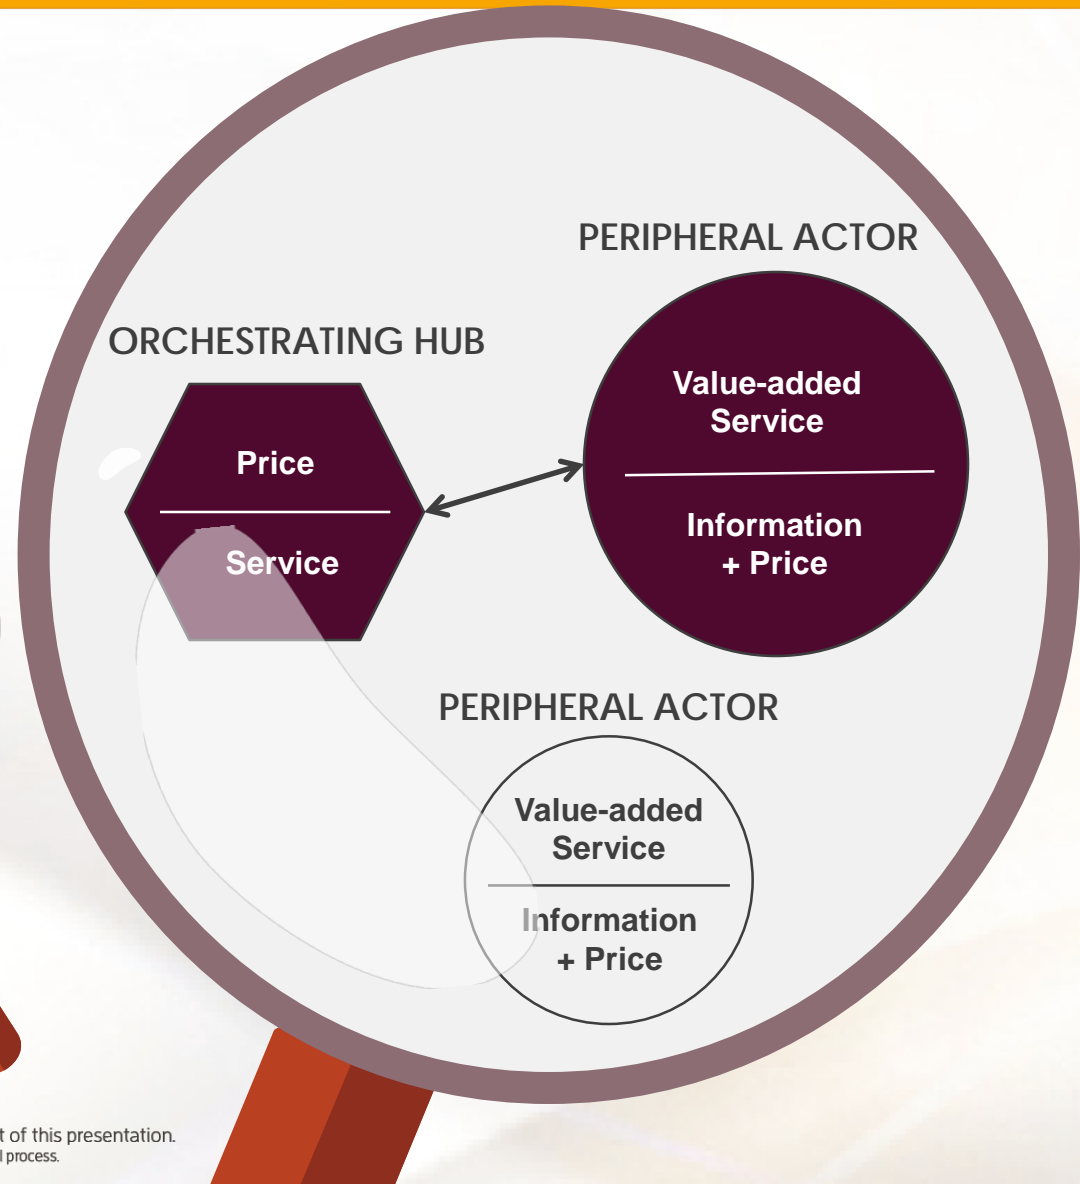 PERIPHERAL ACTOR
Value-added
Service
Information
+ Price
ORCHESTRATING HUB
Price
Service
PERIPHERAL ACTOR
Value-added
Service
Information
+ Price
of this presentation.
process.